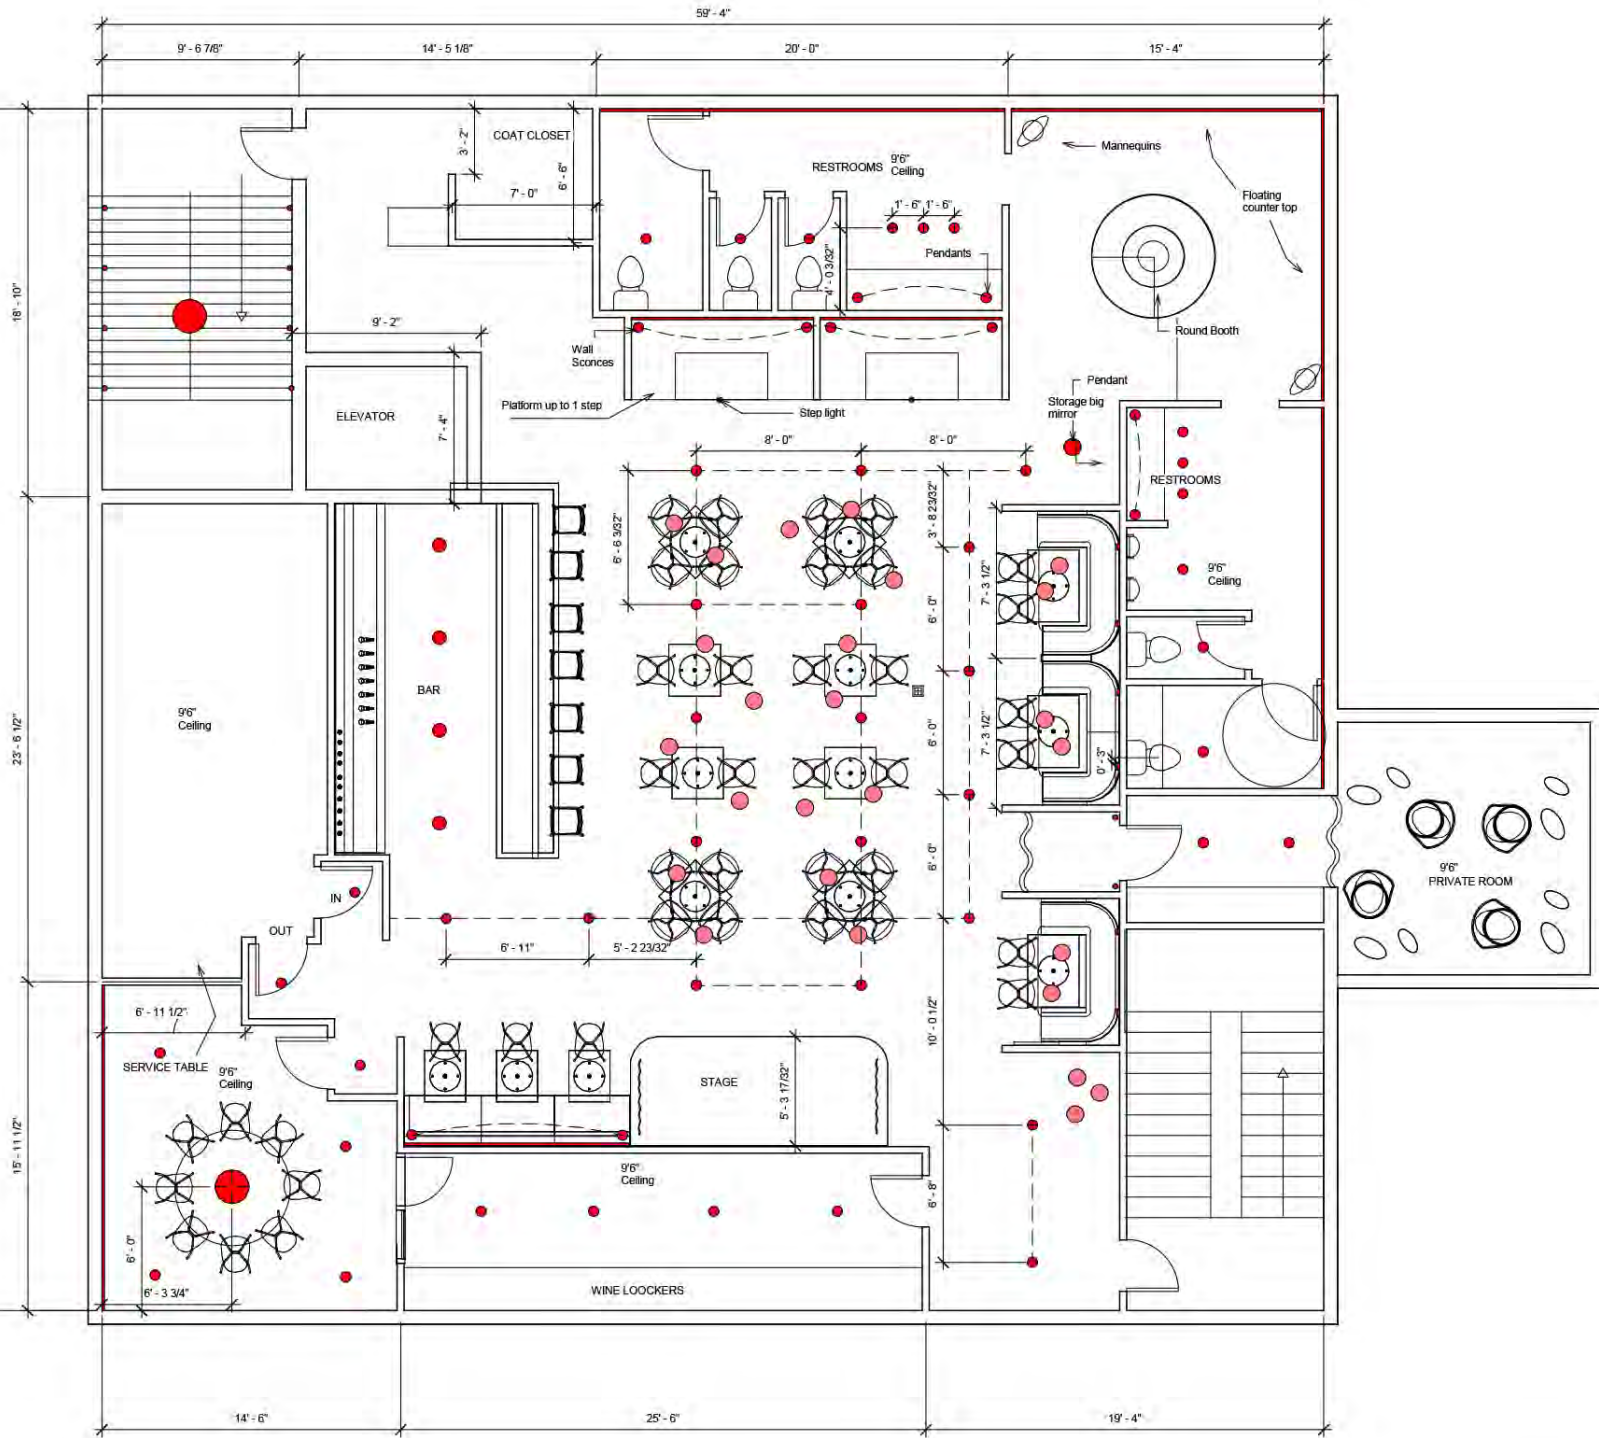 59' - 4"
9' - 6 7/8"
14' - 5 1/8"
20' - 0"
15' - 4"
3' - 2"
COAT CLOSET
6' - 6"
7' - 0"
RESTROOMS
9'6"
Ceiling
Mannequins
Floating
counter top
1' - 6"
1' - 6"
Pendants
4' - 0 3/32"
18' - 10"
9' - 2"
Wall
Sconces
Round Booth
Platform up to 1 step
Step light
Pendant
Storage big
mirror
ELEVATOR
7' - 4"
8' - 0"
8' - 0"
RESTROOMS
3' - 8 23/32"
6' - 6 3/32"
7' - 3 1/2"
9'6"
Ceiling
6' - 0"
BAR
9'6"
Ceiling
23' - 6 1/2"
6' - 0"
7' - 3 1/2"
0' - 3"
6' - 0"
9'6"
PRIVATE ROOM
IN
OUT
6' - 11"
5' - 2 23/32"
6' - 11 1/2"
10' - 0 1/2"
SERVICE TABLE
9'6"
Ceiling
STAGE
5' - 3 17/32"
15' - 11 1/2"
9'6"
Ceiling
6' - 8"
6' - 0"
6' - 3 3/4"
WINE LOOCKERS
14' - 6"
25' - 6"
19' - 4"